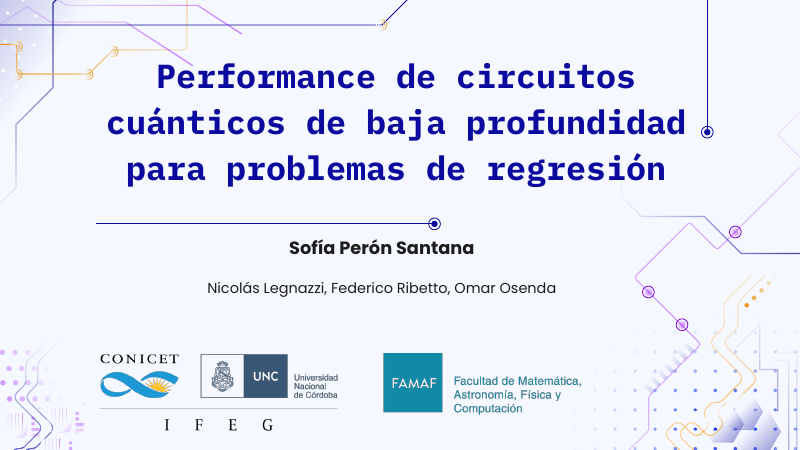 Performance de circuitos
cuánticos de baja profundidad
para problemas de regresión
Sofía Perón Santana
Nicolás Legnazzi, Federico Ribetto, Omar Osenda
CONICET
UNC
Universidad
Nacional
de Córdoba
I F E G
FAMAF
Facultad de Matemática,
Astronomía, Física y
Computación